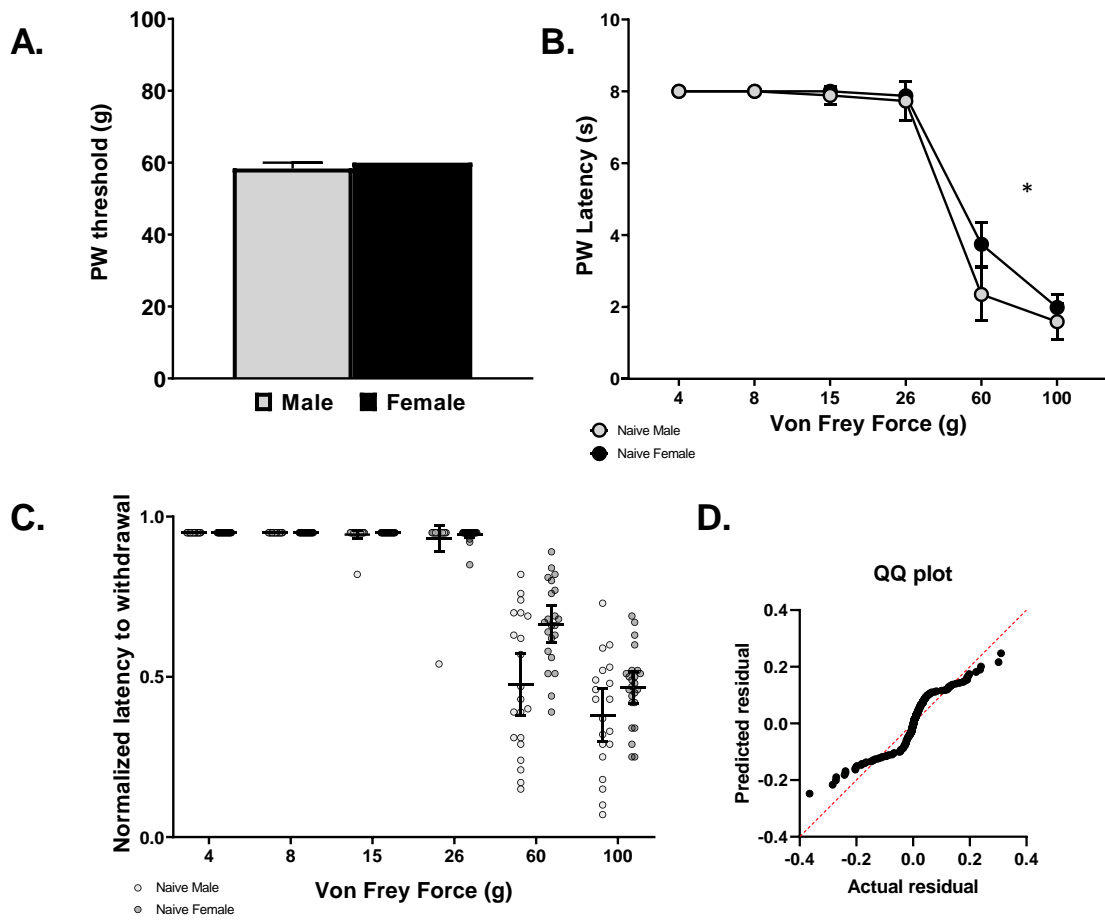 A.
PW threshold (g)
100
80
60
40
20
0
Male Female
B.
PW Latency (s)
10
8
6
4
2
0
*
4 8 15 26 60 100
Von Frey Force (g)
Naive Male
Naive Female
C.
Normalized latency to withdrawal
1.0
0.5
0.0
4 8 15 26 60 100
Von Frey Force (g)
Naive Male
Naive Female
D.
QQ plot
Predicted residual
0.4
0.2
0.0
-0.2
-0.4
-0.4 -0.2 0.0 0.2 0.4
Actual residual